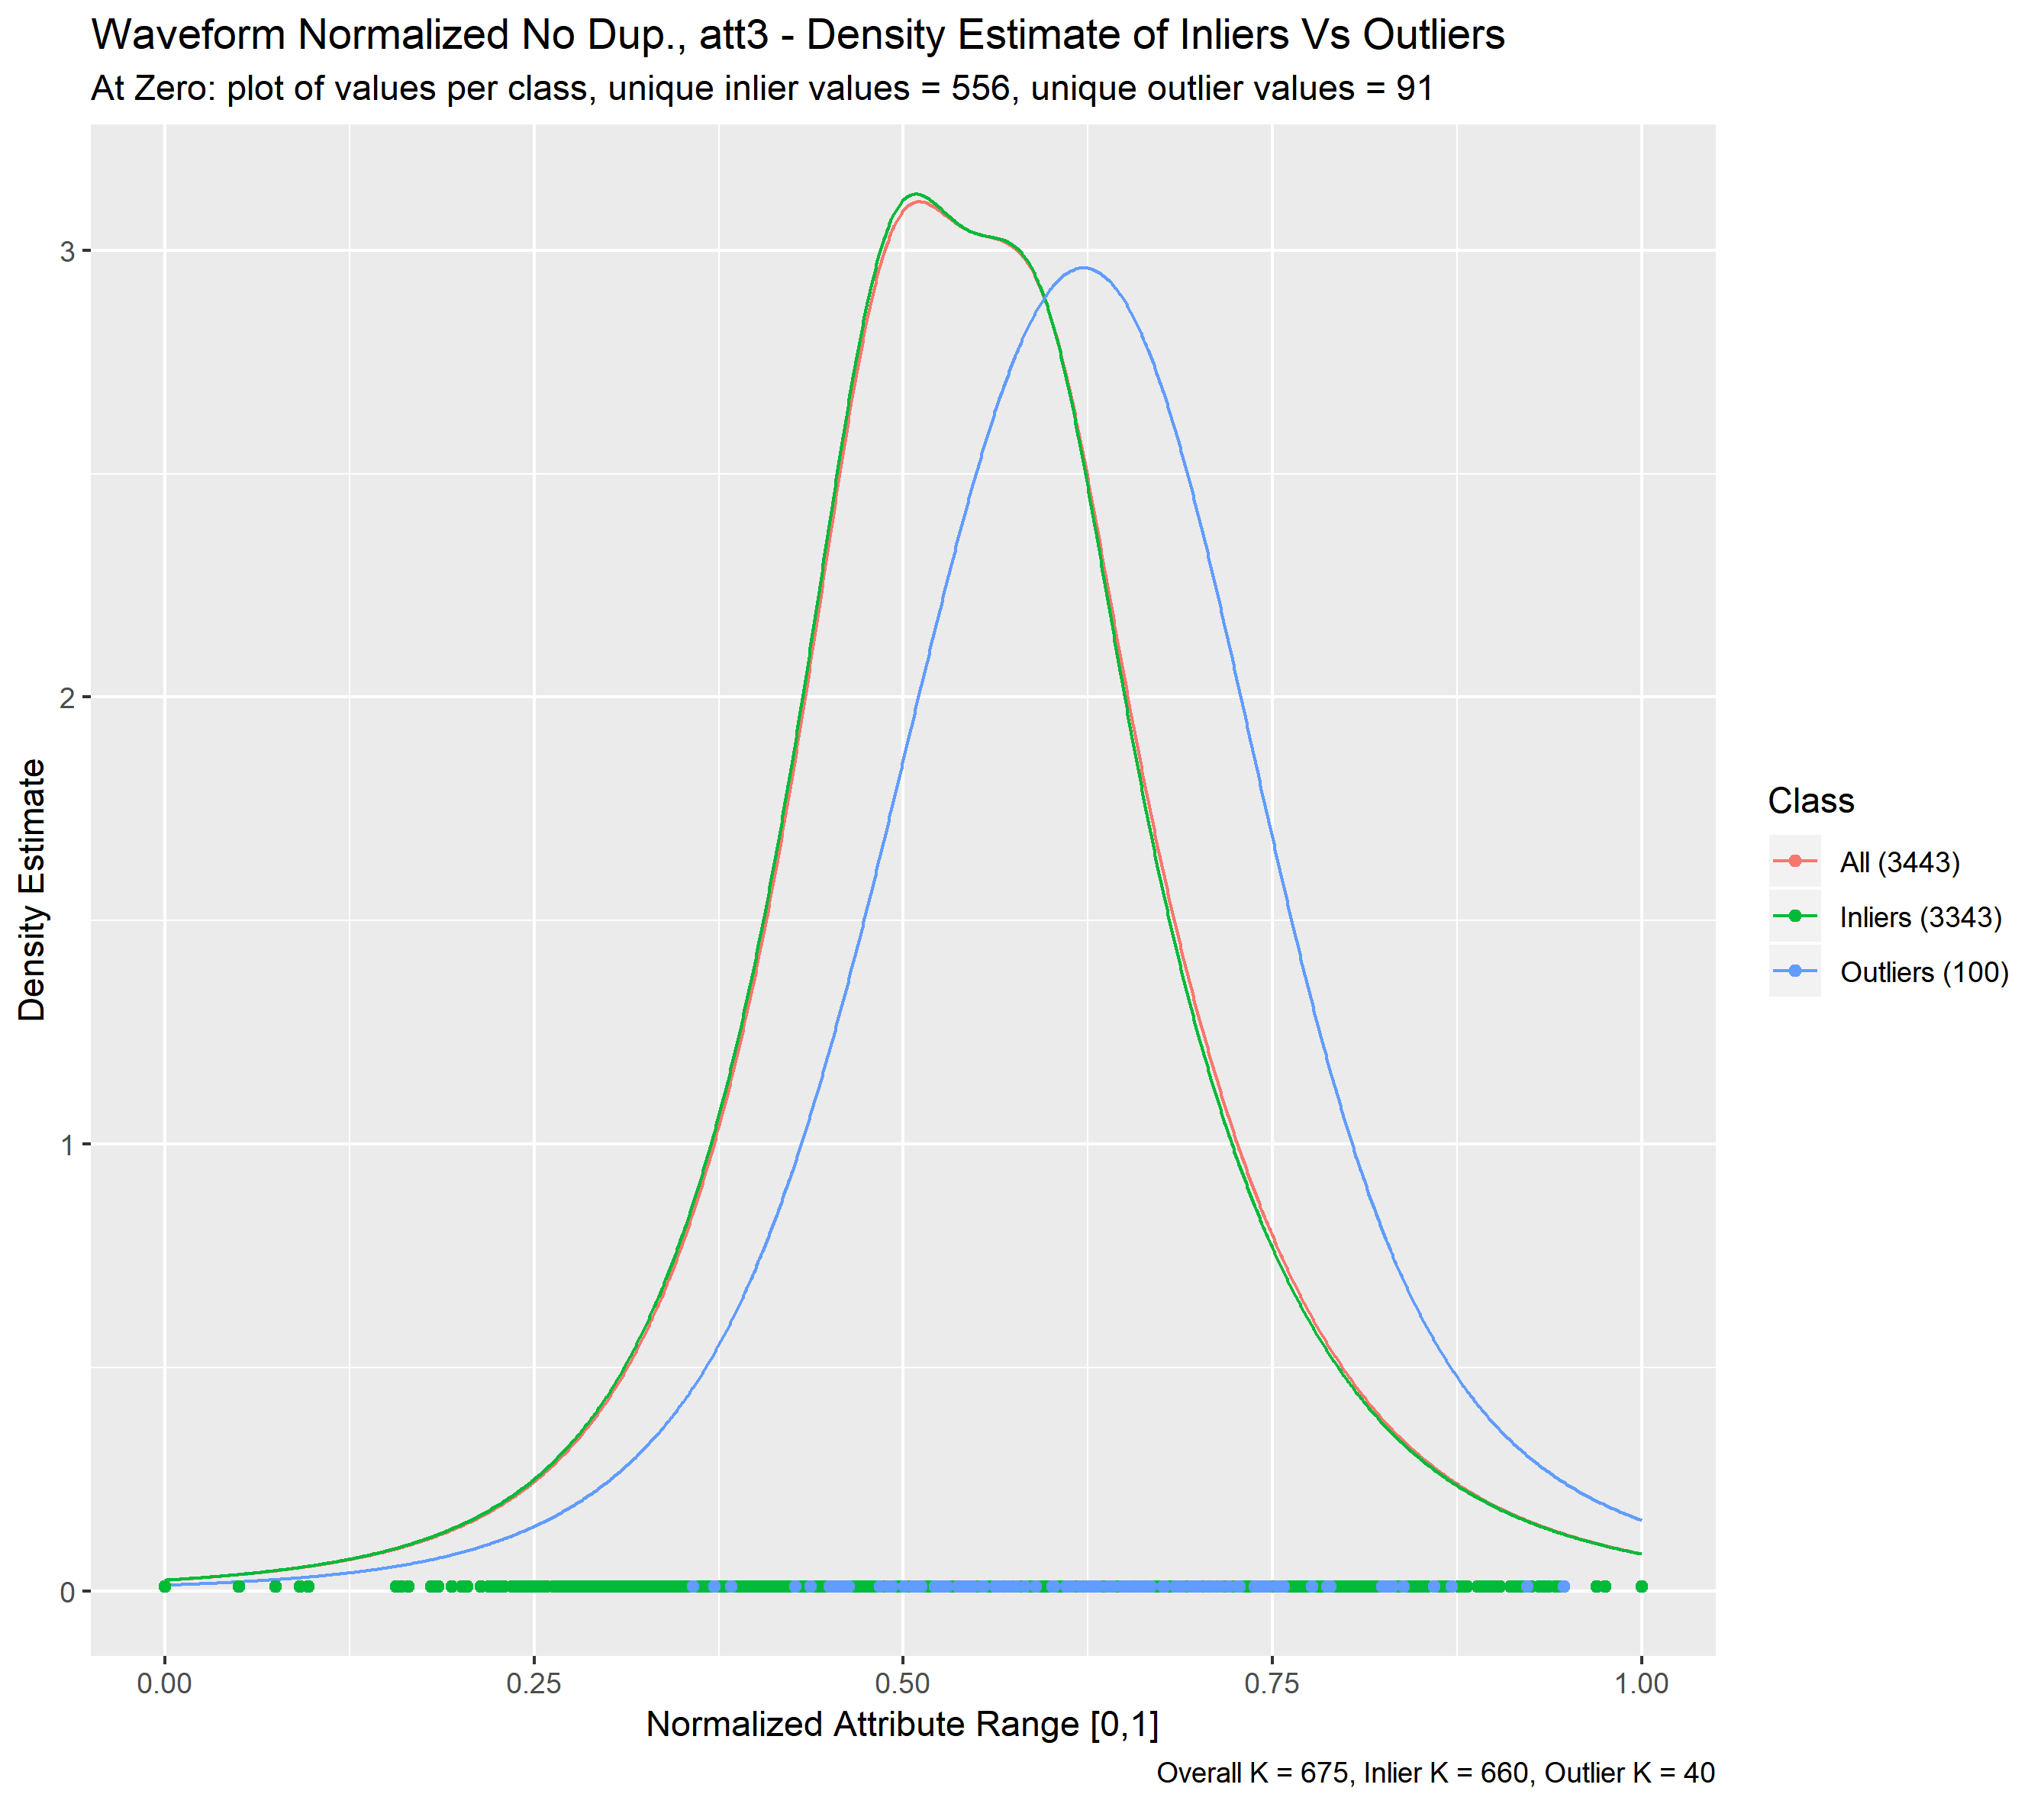 Waveform Normalized No Dup., att3 - Density Estimate of Inliers Vs Outliers
At Zero: plot of values per class, unique inlier values = 556, unique outlier values = 91
Density Estimate
3
2
1
0
0.00
0.25
0.50
0.75
1.00
Normalized Attribute Range [0,1]
Class
All (3443)
Inliers (3343)
Outliers (100)
Overall K = 675, Inlier K = 660, Outlier K = 40